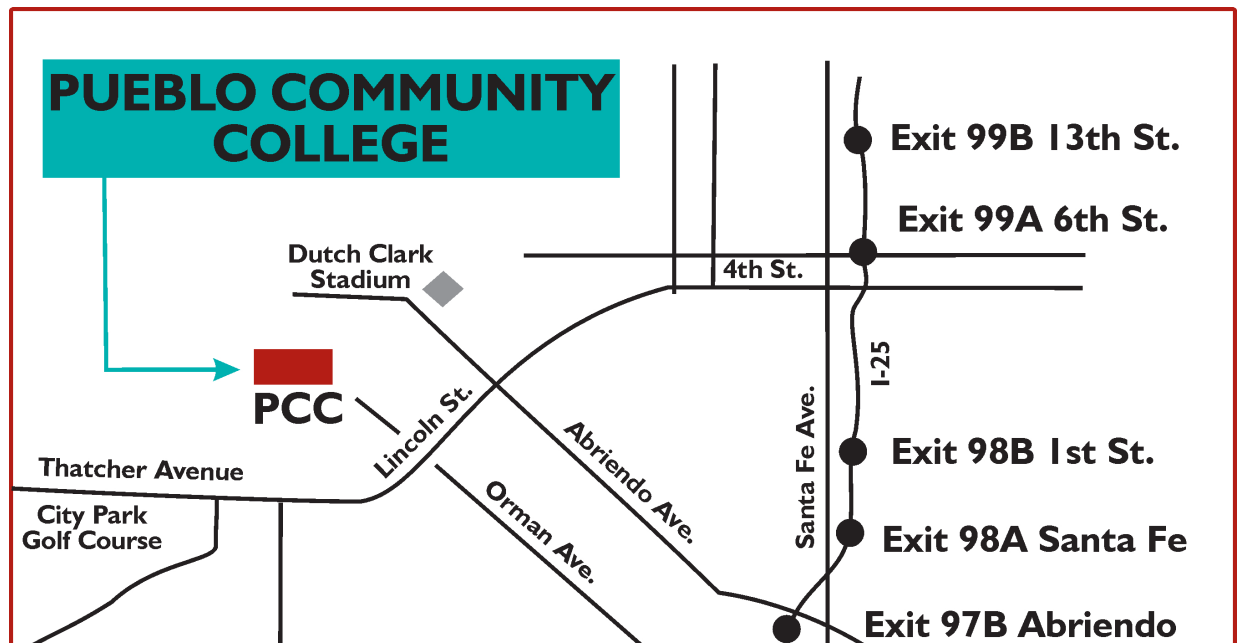 PUEBLO COMMUNITY
COLLEGE
Exit 99B 13th St.
Exit 99A 6th St.
Dutch Clark
Stadium
4th St.
I-25
PCC
Lincoln St.
Abriendo Ave.
Santa Fe Ave.
Exit 98B 1st St.
Thatcher Avenue
City Park
Golf Course
Orman Ave.
Exit 98A Santa Fe
Exit 97B Abriendo